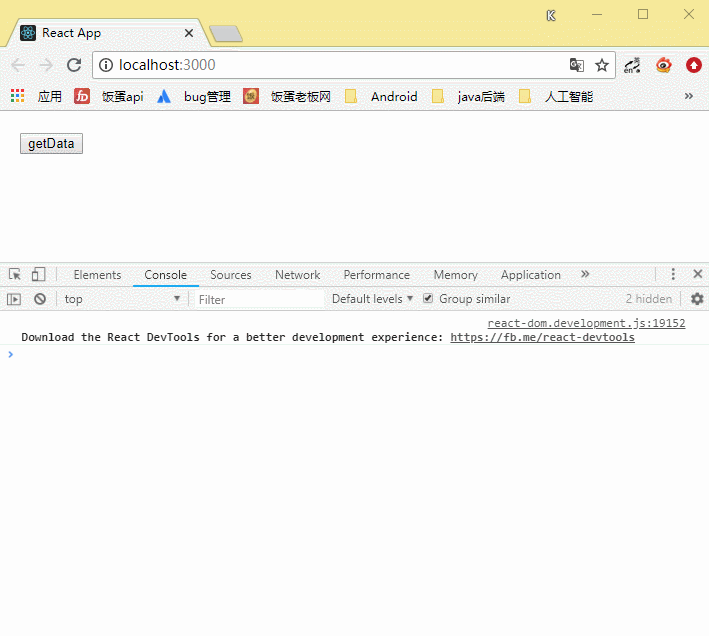 K
React App
localhost:3000
应用 饭蛋api bug管理 饭蛋老板网 Android java后端 人工智能 »
getData
Elements Console Sources Network Performance Memory Application »
top Filter Default levels Group similar 2 hidden
react-dom.development.js:19152
Download the React DevTools for a better development experience: https://fb.me/react-devtools